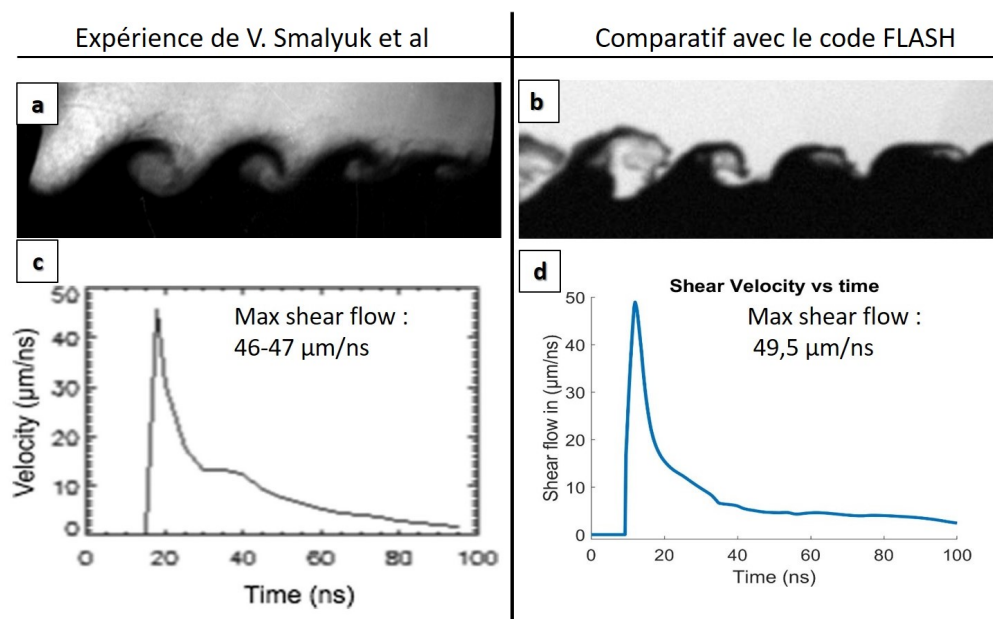 Expérience de V. Smalyuk et al
Comparatif avec le code FLASH
a
b
c
50
40
30
20
10
0
0
20
40
60
80
100
Velocity (µm/ns)
Time (ns)
Max shear flow :
46-47 µm/ns
d
Shear Velocity vs time
50
40
30
20
10
0
0
20
40
60
80
100
Shear flow in (µm/ns)
Time (ns)
Max shear flow :
49,5 µm/ns